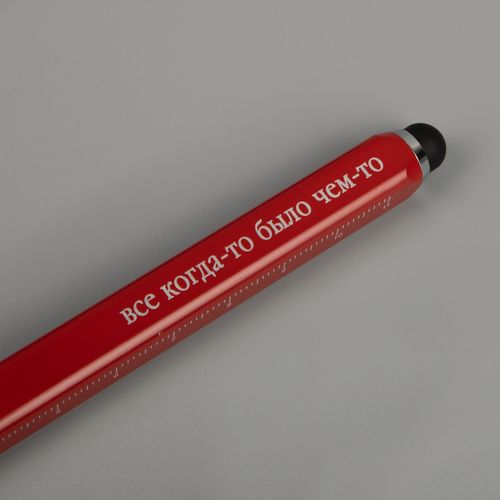 все когда-то было чем-то